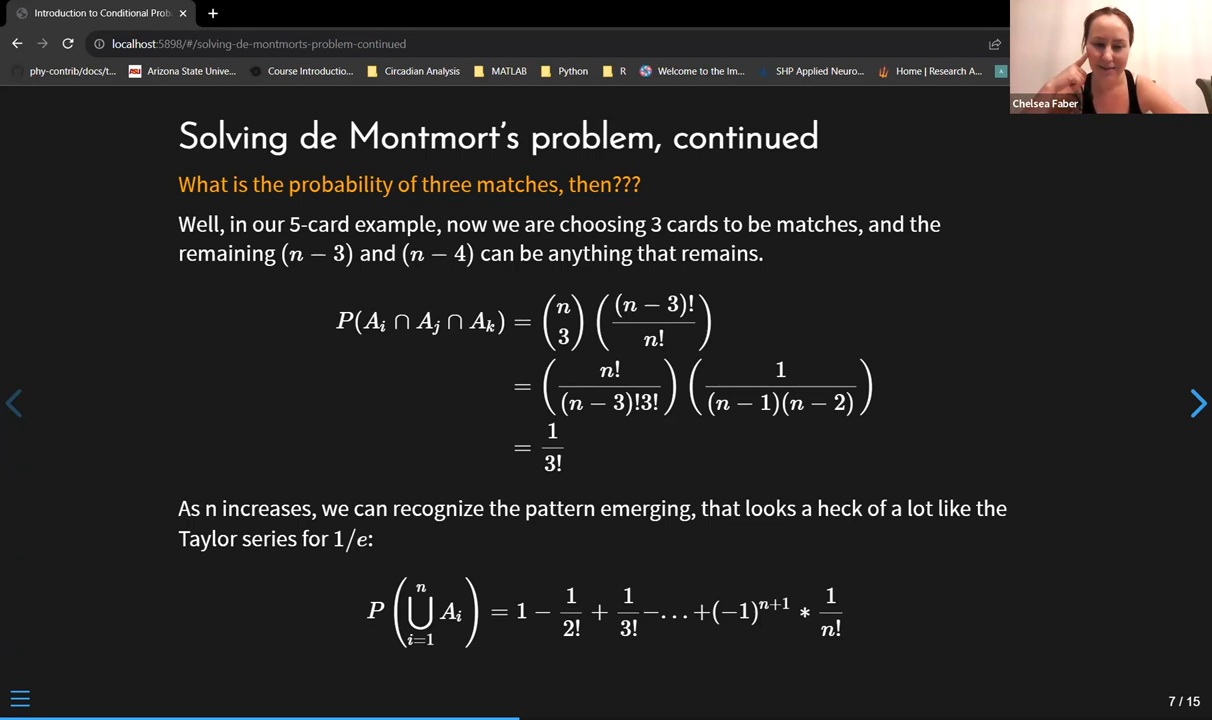 Introduction to Conditional Prob
localhost:5898/#/solving-de-montmorts-problem-continued
phy-contrib/docs/t... Arizona State Unive... Course Introductio... Circadian Analysis MATLAB Python R Welcome to the Im... SHP Applied Neuro... Home | Research A...
Chelsea Faber
Solving de Montmort's problem, continued
What is the probability of three matches, then???
Well, in our 5-card example, now we are choosing 3 cards to be matches, and the
remaining (n − 3) and (n − 4) can be anything that remains.
P(A_i ∩ A_j ∩ A_k) = (n 3) ((n − 3)! / n!)
= (n! / (n − 3)!3!) (1 / (n − 1)(n − 2))
= 1 / 3!
As n increases, we can recognize the pattern emerging, that looks a heck of a lot like the
Taylor series for 1/e:
P(⋃_{i=1}^{n} A_i) = 1 − 1/2! + 1/3! − ... +(−1)^{n+1} * 1/n!
7 / 15